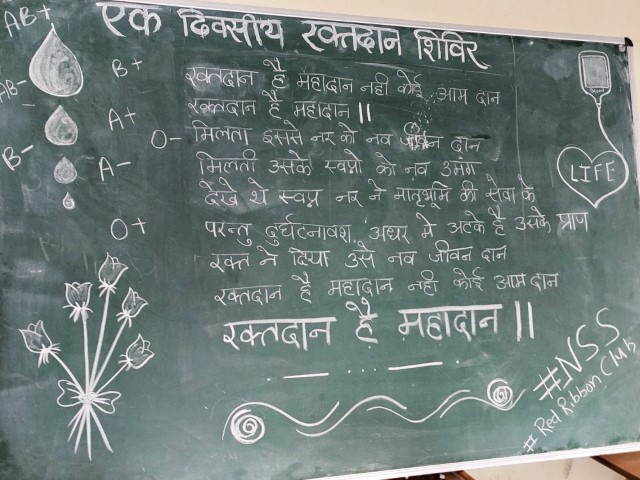 एक दिवसीय रक्तदान शिविर
AB+
B+
AB-
A+
O-
B-
A-
O+
रक्तदान है महादान नही कोई आम दान
रक्तदान है महादान ||
मिलता इससे नर को नव जीवन दान
मिलती उसके स्वप्नो को नव उमंग
देखे थे स्वप्न नर ने मातृभूमि की सेवा के
परन्तु दुर्घटनावश, अधर मे अटके है उसके प्राण
रक्त ने दिया उसे नव जीवन दान
रक्तदान है महादान नही कोई आम दान
रक्तदान है महादान ||
LIFE
#NSS
# Red Ribbon Club